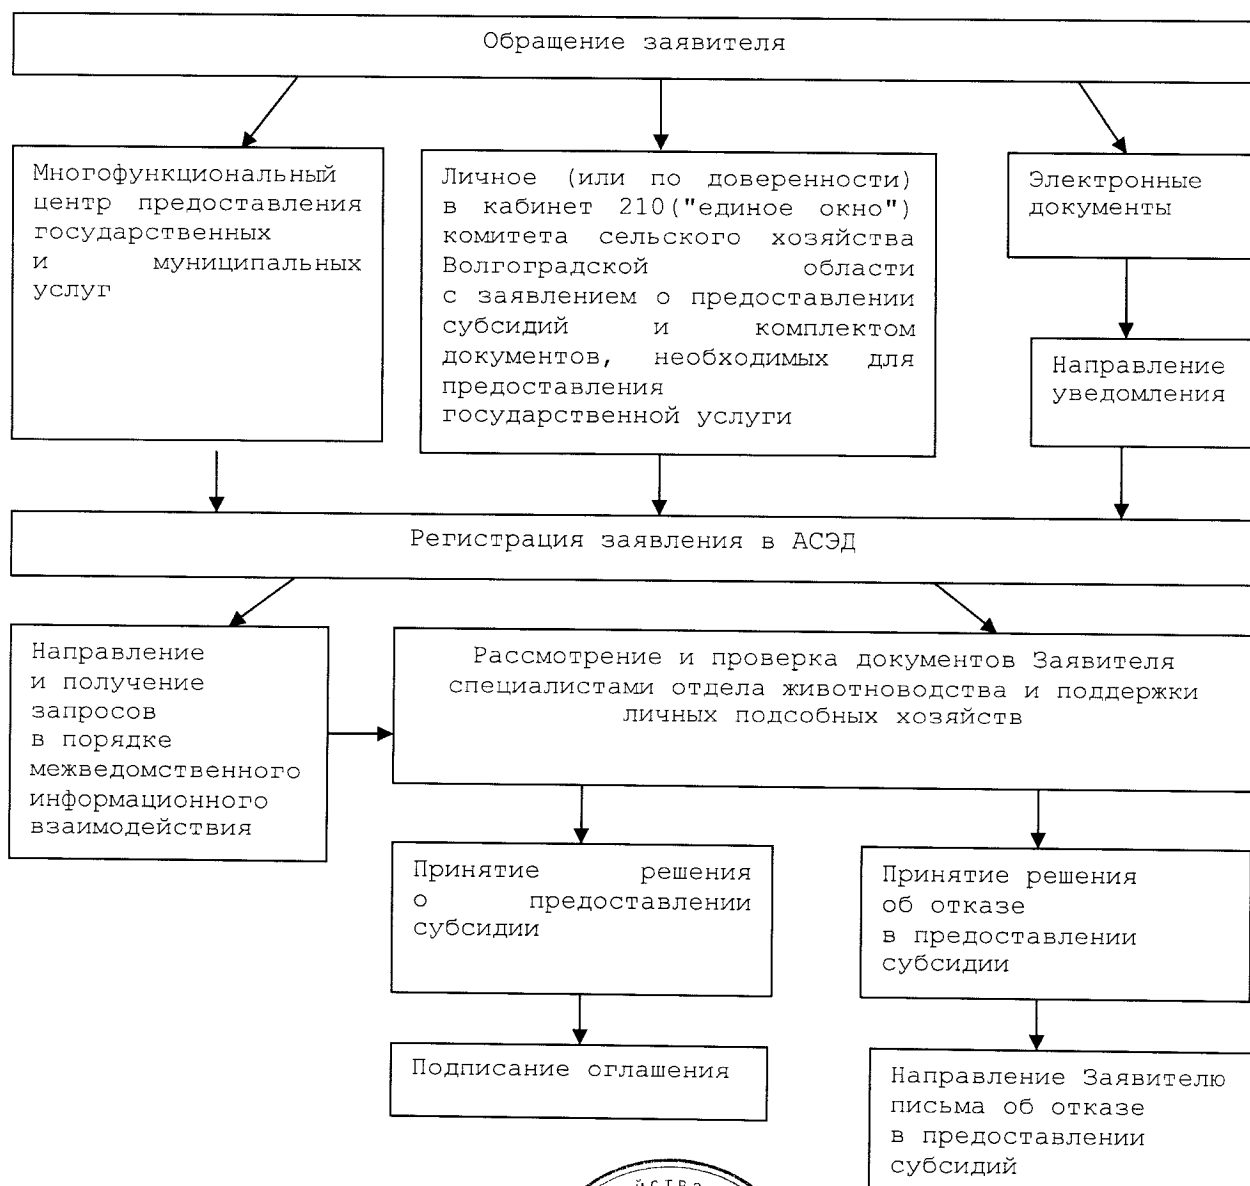 Обращение заявителя
Многофункциональный
центр предоставления
государственных
и муниципальных
услуг
Личное (или по доверенности)
в кабинет 210("единое окно")
комитета сельского хозяйства
Волгоградской области
с заявлением о предоставлении
субсидий и комплектом
документов, необходимых для
предоставления
государственной услуги
Электронные
документы
Направление
уведомления
Регистрация заявления в АСЭД
Направление
и получение
запросов
в порядке
межведомственного
информационного
взаимодействия
Рассмотрение и проверка документов Заявителя
специалистами отдела животноводства и поддержки
личных подсобных хозяйств
Принятие решения
о предоставлении
субсидии
Принятие решения
об отказе
в предоставлении
субсидии
Подписание оглашения
Направление Заявителю
письма об отказе
в предоставлении
субсидий